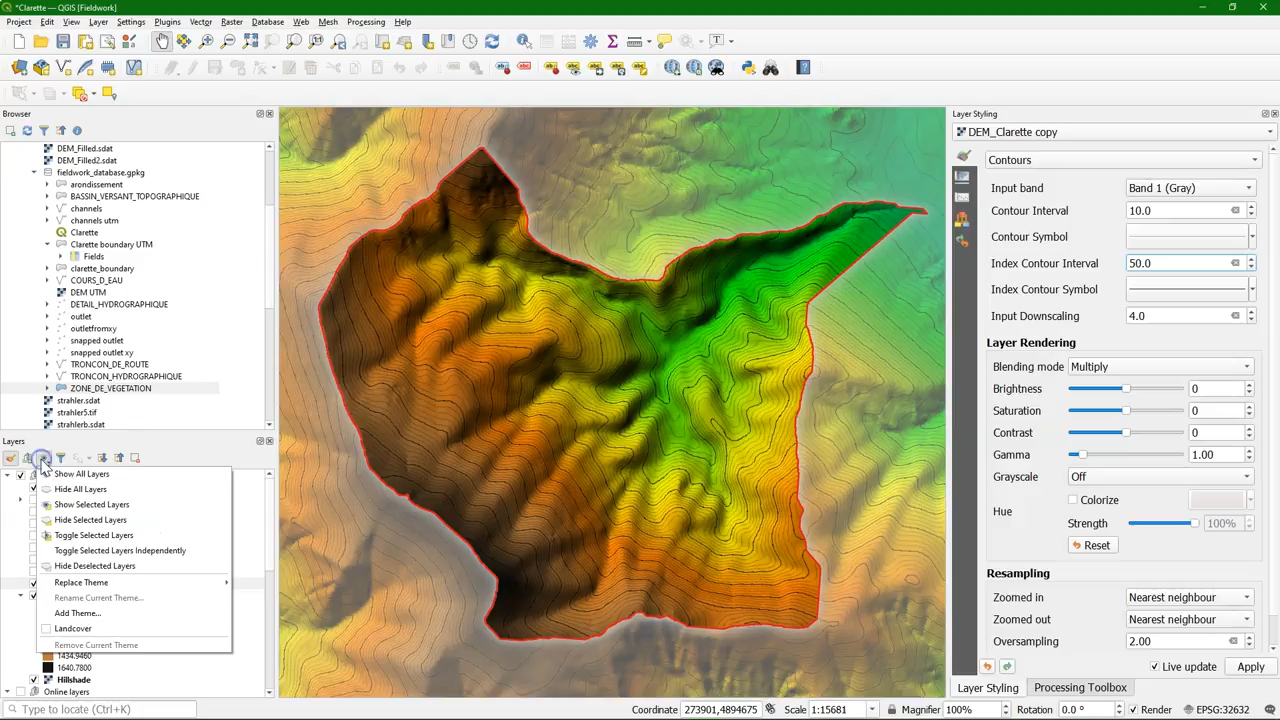 *Clarette — QGIS [Fieldwork]
Project Edit View Layer Settings Plugins Vector Raster Database Web Mesh Processing Help
Browser
DEM_Filled.sdat
DEM_Filled2.sdat
fieldwork_database.gpkg
arondissement
BASSIN_VERSANT_TOPOGRAPHIQUE
channels
channels utm
Clarette
Clarette boundary UTM
Fields
clarette_boundary
COURS_D_EAU
DEM UTM
DETAIL_HYDROGRAPHIQUE
outlet
outletfromxy
snapped outlet
snapped outlet xy
TRONCON_DE_ROUTE
TRONCON_HYDROGRAPHIQUE
ZONE_DE_VEGETATION
strahler.sdat
strahler5.tif
strahlerb.sdat
Layers
Show All Layers
Hide All Layers
Show Selected Layers
Hide Selected Layers
Toggle Selected Layers
Toggle Selected Layers Independently
Hide Deselected Layers
Replace Theme
Rename Current Theme...
Add Theme...
Landcover
Remove Current Theme
1434.9460
1640.7800
Hillshade
Online layers
Layer Styling
DEM_Clarette copy
Contours
Input band Band 1 (Gray)
Contour Interval 10.0
Contour Symbol
Index Contour Interval 50.0
Index Contour Symbol
Input Downscaling 4.0
Layer Rendering
Blending mode Multiply
Brightness 0
Saturation 0
Contrast 0
Gamma 1.00
Grayscale Off
Hue Colorize
Strength 100%
Reset
Resampling
Zoomed in Nearest neighbour
Zoomed out Nearest neighbour
Oversampling 2.00
Live update Apply
Layer Styling Processing Toolbox
Type to locate (Ctrl+K) Coordinate 273901,4894675 Scale 1:15681 Magnifier 100% Rotation 0.0 ° Render EPSG:32632